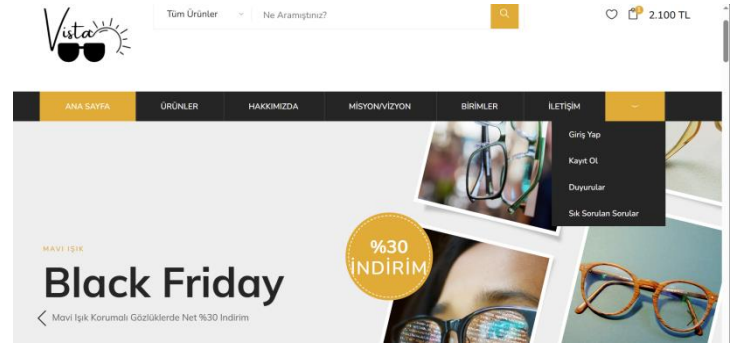 Vista
Tüm Ürünler
Ne Aramıştınız?
2.100 TL
ANA SAYFA ÜRÜNLER HAKKIMIZDA MİSYON/VİZYON BİRİMLER İLETİŞİM
Giriş Yap
Kayıt Ol
Duyurular
Sık Sorulan Sorular
MAVI IŞIK
%30
İNDİRİM
Black Friday
Mavi Işık Korumalı Gözlüklerde Net %30 Indirim